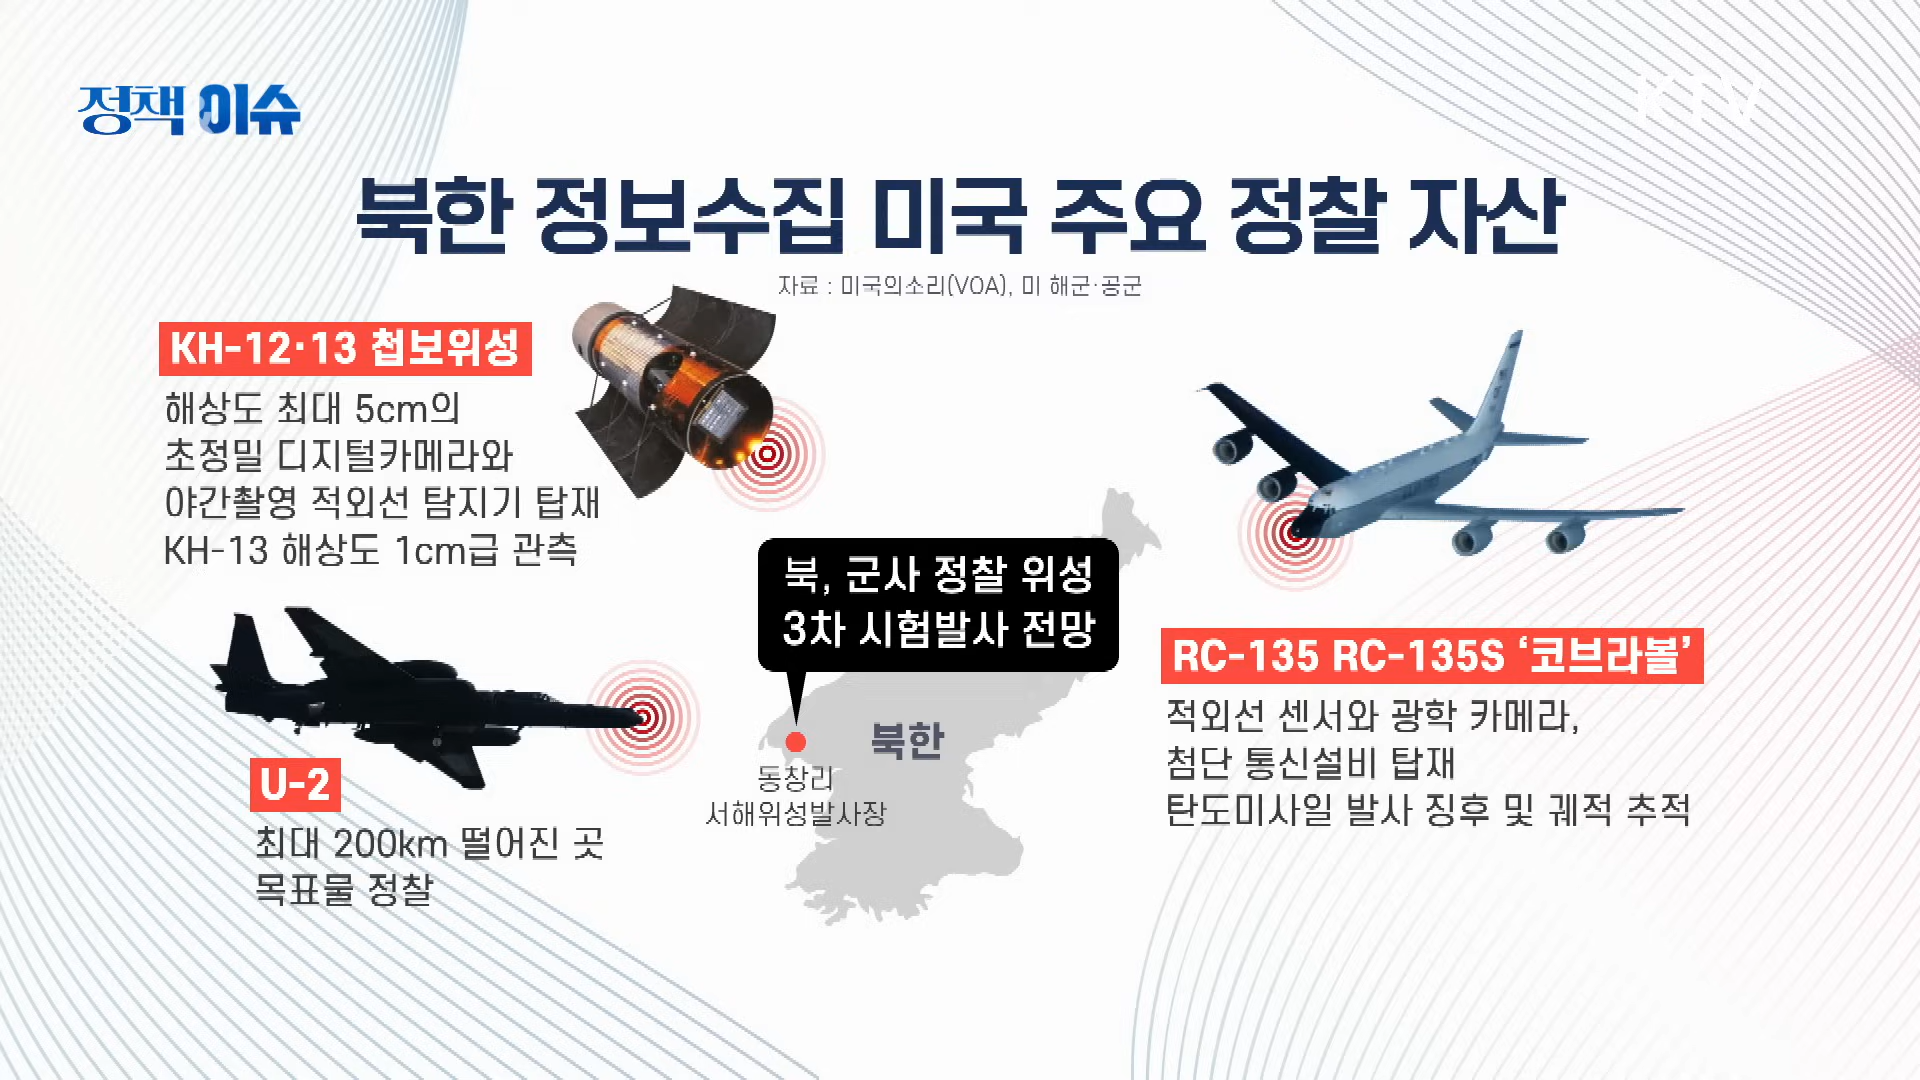 정책 이슈
KTV
북한 정보수집 미국 주요 정찰 자산
자료 : 미국의소리(VOA), 미 해군·공군
KH-12·13 첩보위성
해상도 최대 5cm의
초정밀 디지털카메라와
야간촬영 적외선 탐지기 탑재
KH-13 해상도 1cm급 관측
북, 군사 정찰 위성
3차 시험발사 전망
북한
동창리
서해위성발사장
U-2
최대 200km 떨어진 곳
목표물 정찰
RC-135 RC-135S ‘코브라볼’
적외선 센서와 광학 카메라,
첨단 통신설비 탑재
탄도미사일 발사 징후 및 궤적 추적